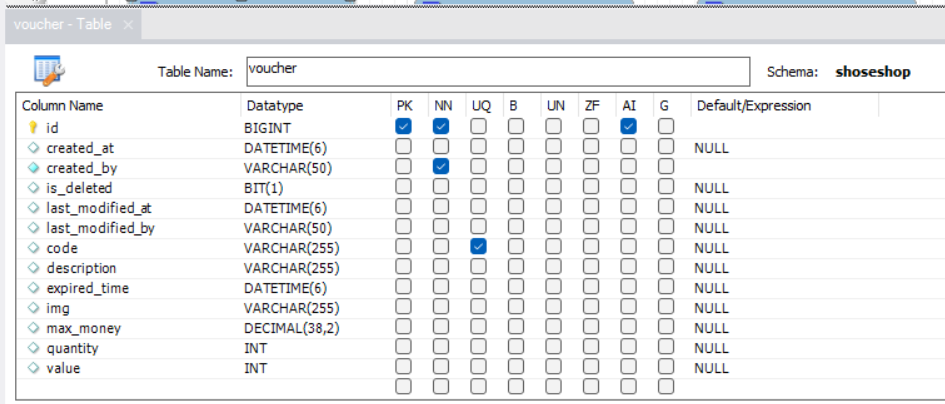 voucher - Table
Table Name: voucher Schema: shoseshop
Column Name Datatype PK NN UQ B UN ZF AI G Default/Expression
id BIGINT
created_at DATETIME(6) NULL
created_by VARCHAR(50)
is_deleted BIT(1) NULL
last_modified_at DATETIME(6) NULL
last_modified_by VARCHAR(50) NULL
code VARCHAR(255) NULL
description VARCHAR(255) NULL
expired_time DATETIME(6) NULL
img VARCHAR(255) NULL
max_money DECIMAL(38,2) NULL
quantity INT NULL
value INT NULL